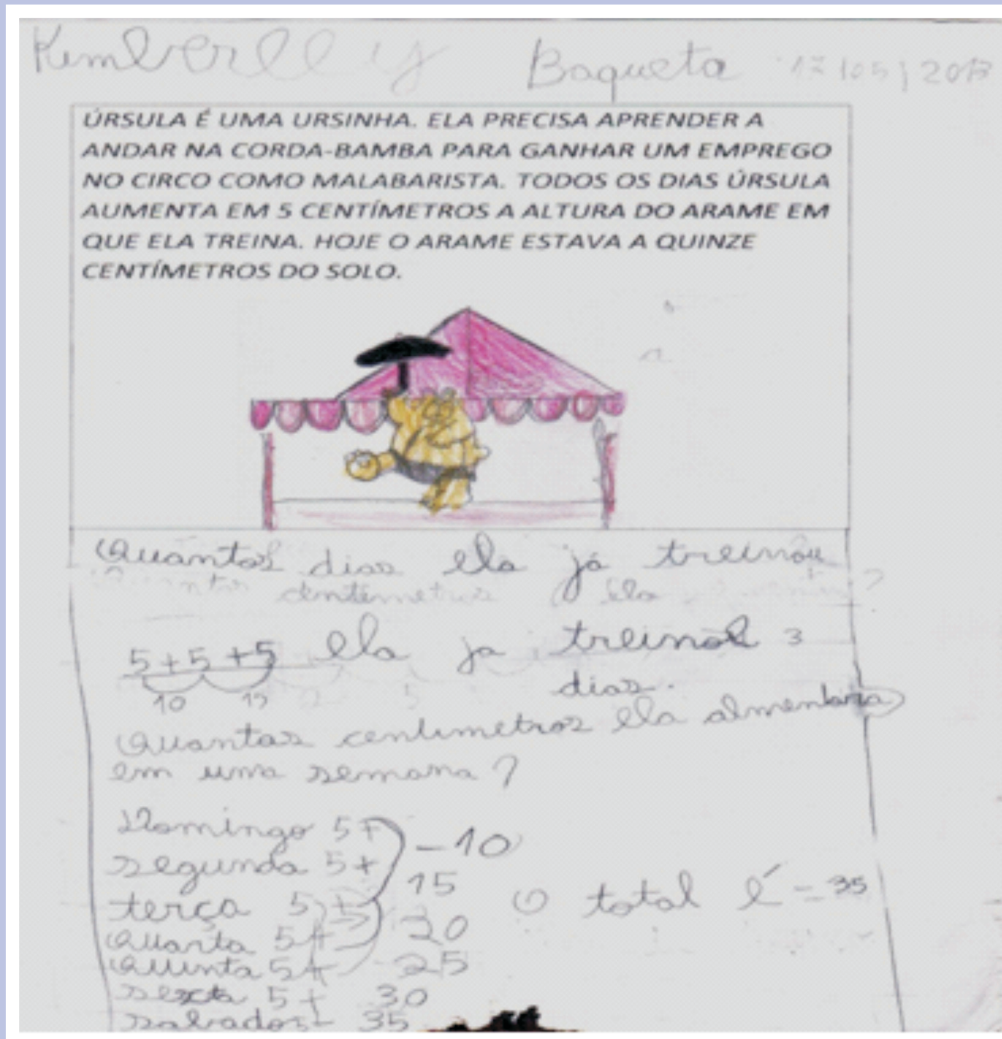 Kimberlly Baqueta 17/05/2013
ÚRSULA É UMA URSINHA. ELA PRECISA APRENDER A
ANDAR NA CORDA-BAMBA PARA GANHAR UM EMPREGO
NO CIRCO COMO MALABARISTA. TODOS OS DIAS ÚRSULA
AUMENTA EM 5 CENTÍMETROS A ALTURA DO ARAME EM
QUE ELA TREINA. HOJE O ARAME ESTAVA A QUINZE
CENTÍMETROS DO SOLO.
Quantos dias ela já treinou
5+5+5 ela ja treinol 3
10 15 dias.
Quantas centimetros ela almentaria
em uma semana?
Domingo 5+ -10
segunda 5+ 15
terça 5+ 20 O total é = 35
Quarta 5+ 25
Quinta 5+ 30
sexta 5+ 35